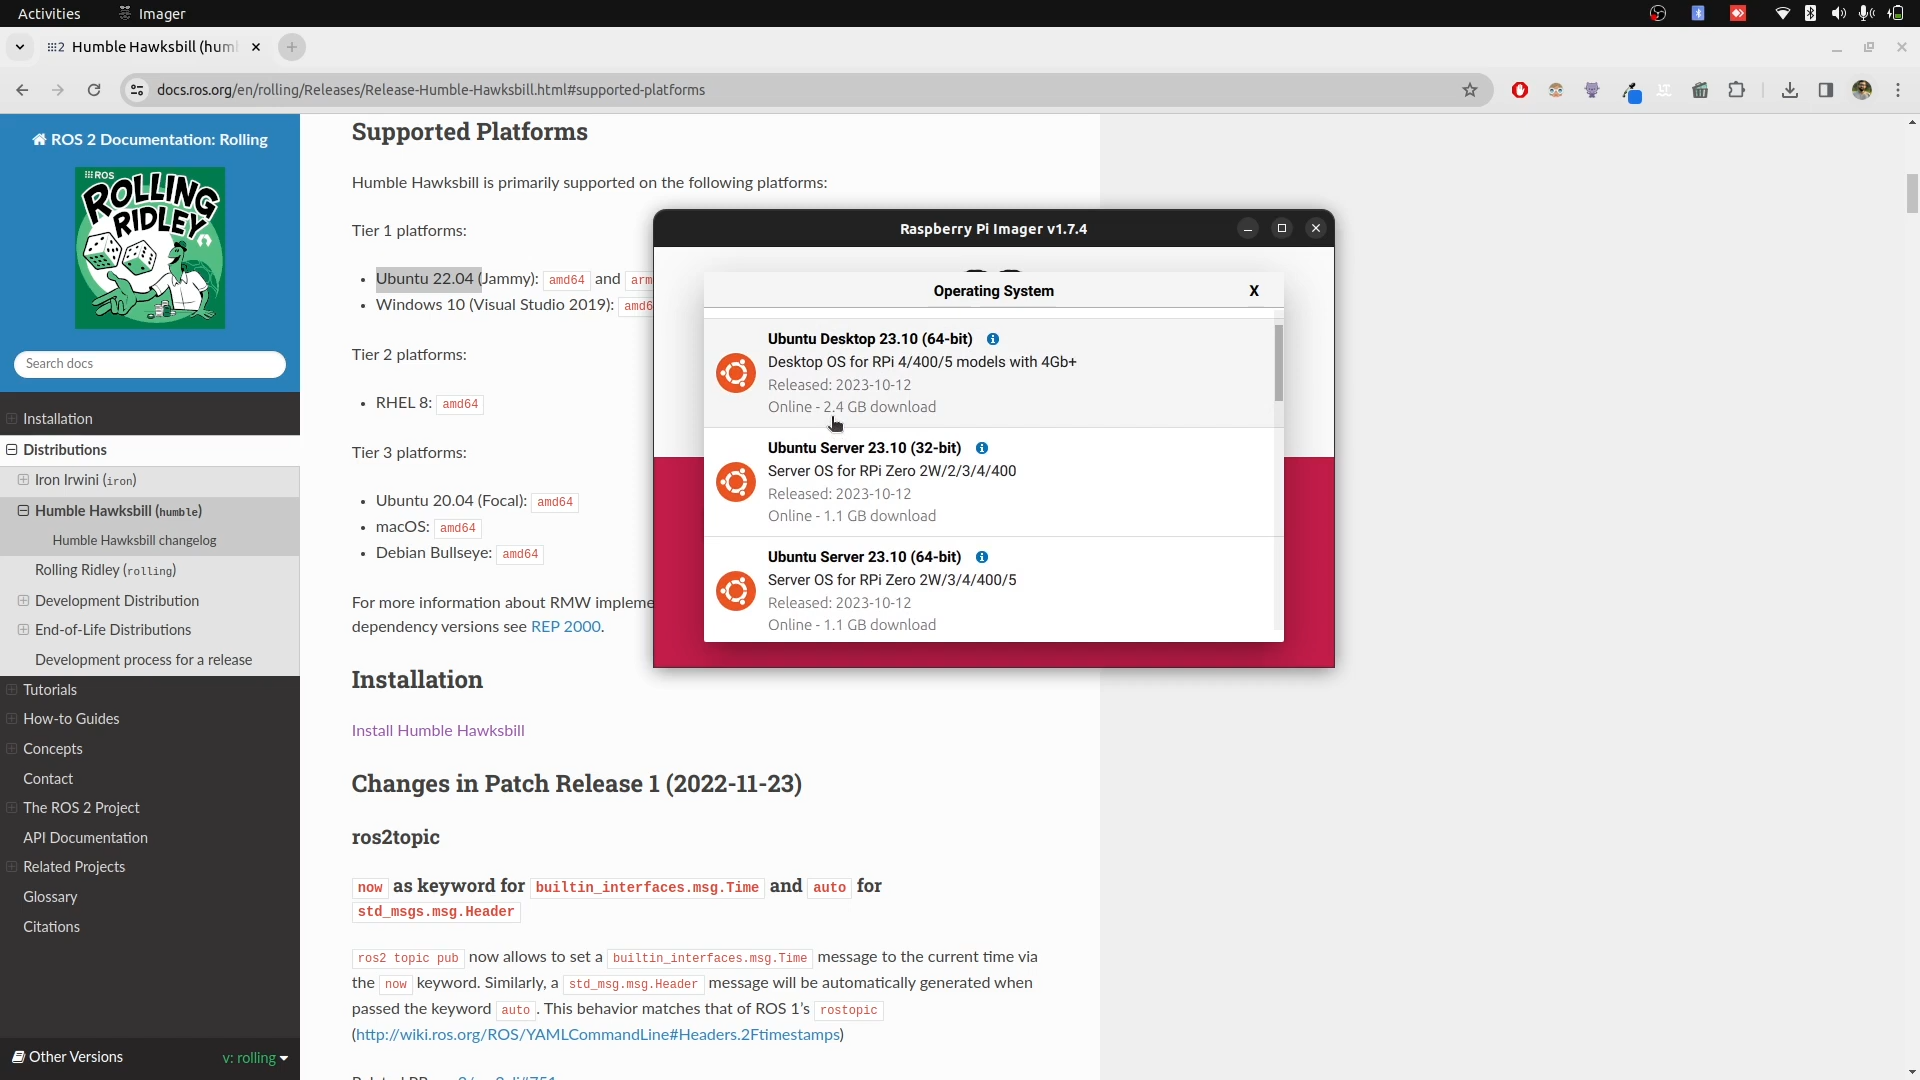 Activities
Imager
Humble Hawksbill (huml
docs.ros.org/en/rolling/Releases/Release-Humble-Hawksbill.html#supported-platforms
ROS 2 Documentation: Rolling
ROS
ROLLING
RIDLEY
Search docs
Installation
Distributions
Iron Irwini (iron)
Humble Hawksbill (humble)
Humble Hawksbill changelog
Rolling Ridley (rolling)
Development Distribution
End-of-Life Distributions
Development process for a release
Tutorials
How-to Guides
Concepts
Contact
The ROS 2 Project
API Documentation
Related Projects
Glossary
Citations
Other Versions
v: rolling
Supported Platforms
Humble Hawksbill is primarily supported on the following platforms:
Tier 1 platforms:
Ubuntu 22.04 (Jammy): amd64 and arm
Windows 10 (Visual Studio 2019): amd6
Tier 2 platforms:
RHEL 8: amd64
Tier 3 platforms:
Ubuntu 20.04 (Focal): amd64
macOS: amd64
Debian Bullseye: amd64
For more information about RMW impleme
dependency versions see REP 2000.
Installation
Install Humble Hawksbill
Changes in Patch Release 1 (2022-11-23)
ros2topic
now as keyword for builtin_interfaces.msg.Time and auto for
std_msgs.msg.Header
ros2 topic pub now allows to set a builtin_interfaces.msg.Time message to the current time via
the now keyword. Similarly, a std_msg.msg.Header message will be automatically generated when
passed the keyword auto. This behavior matches that of ROS 1's rostopic
(http://wiki.ros.org/ROS/YAMLCommandLine#Headers.2Ftimestamps)
Raspberry Pi Imager v1.7.4
Operating System
X
Ubuntu Desktop 23.10 (64-bit)
Desktop OS for RPi 4/400/5 models with 4Gb+
Released: 2023-10-12
Online - 2.4 GB download
Ubuntu Server 23.10 (32-bit)
Server OS for RPi Zero 2W/2/3/4/400
Released: 2023-10-12
Online - 1.1 GB download
Ubuntu Server 23.10 (64-bit)
Server OS for RPi Zero 2W/3/4/400/5
Released: 2023-10-12
Online - 1.1 GB download